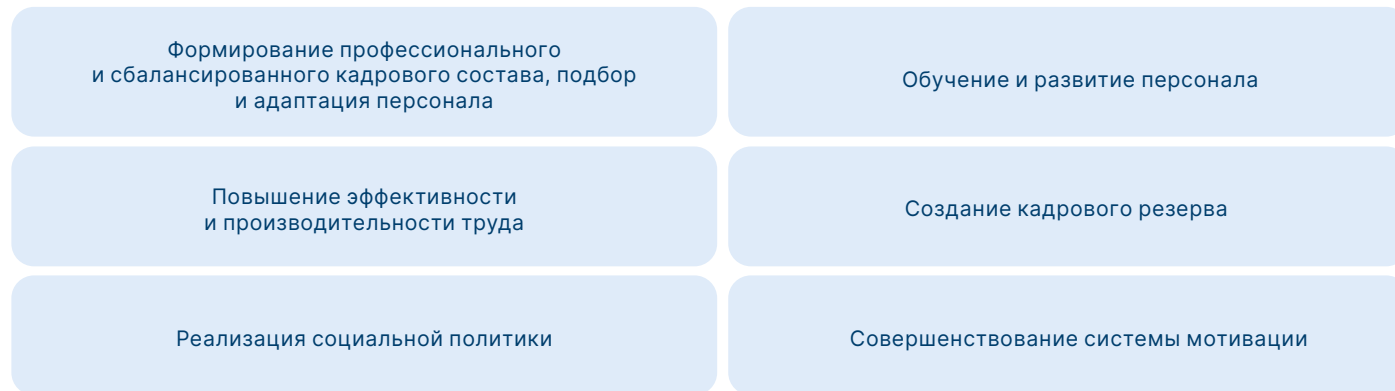 Формирование профессионального
и сбалансированного кадрового состава, подбор
и адаптация персонала
Обучение и развитие персонала
Повышение эффективности
и производительности труда
Создание кадрового резерва
Реализация социальной политики
Совершенствование системы мотивации